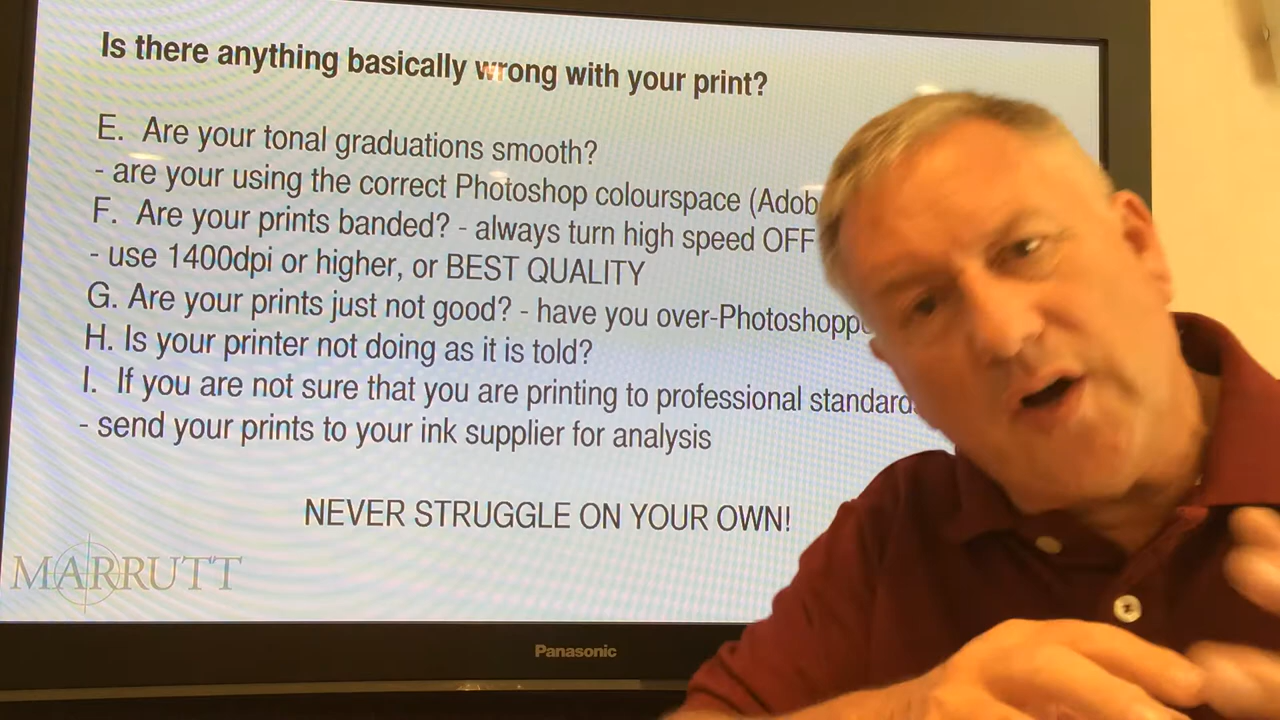 Is there anything basically wrong with your print?
E. Are your tonal graduations smooth?
- are your using the correct Photoshop colourspace (Adob
F. Are your prints banded? - always turn high speed OFF
- use 1400dpi or higher, or BEST QUALITY
G. Are your prints just not good? - have you over-Photoshoppe
H. Is your printer not doing as it is told?
I. If you are not sure that you are printing to professional standards
- send your prints to your ink supplier for analysis
NEVER STRUGGLE ON YOUR OWN!
MARRUTT
Panasonic